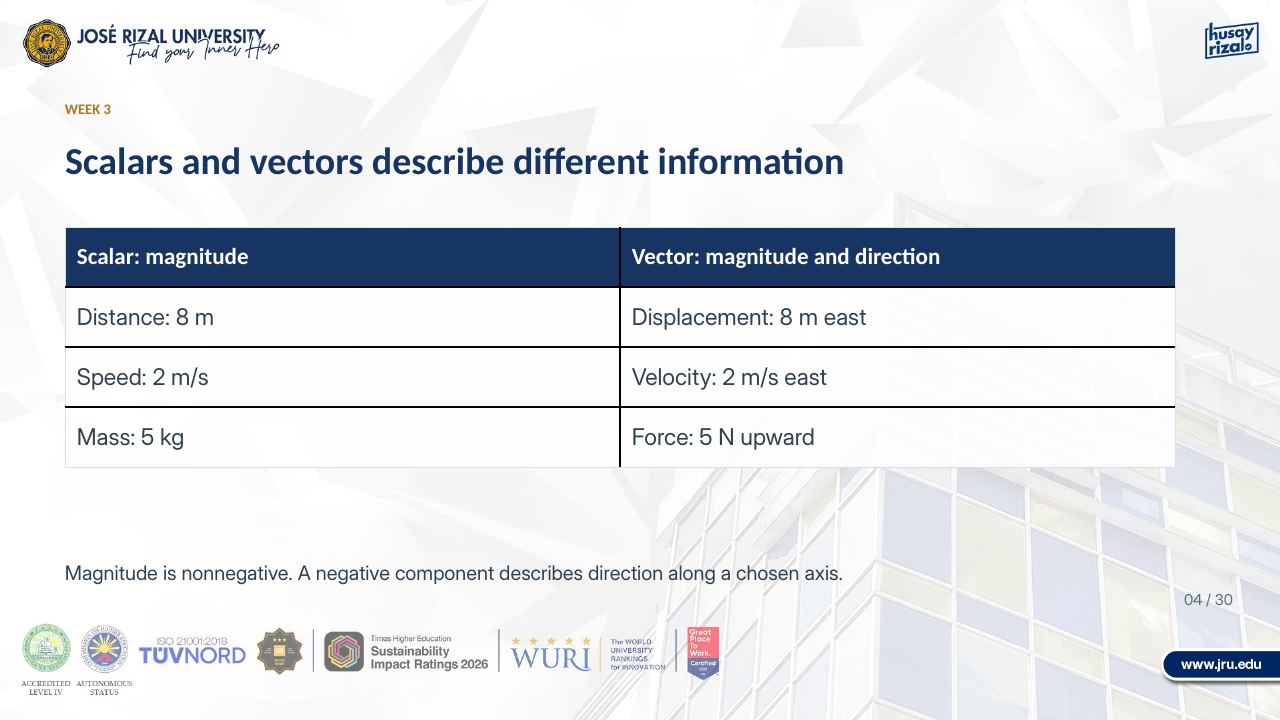 JOSÉ RIZAL UNIVERSITY
Find your Inner Hero
husay
rizal
WEEK 3
Scalars and vectors describe different information
Scalar: magnitude
Vector: magnitude and direction
Distance: 8 m
Displacement: 8 m east
Speed: 2 m/s
Velocity: 2 m/s east
Mass: 5 kg
Force: 5 N upward
Magnitude is nonnegative. A negative component describes direction along a chosen axis.
04 / 30
ACCREDITED
LEVEL IV
AUTONOMOUS
STATUS
ISO 21001:2018
TÜVNORD
Times Higher Education
Sustainability
Impact Ratings 2026
WURI
The WORLD
UNIVERSITY
RANKINGS
for INNOVATION
Great
Place
To
Work.
Certified
www.jru.edu